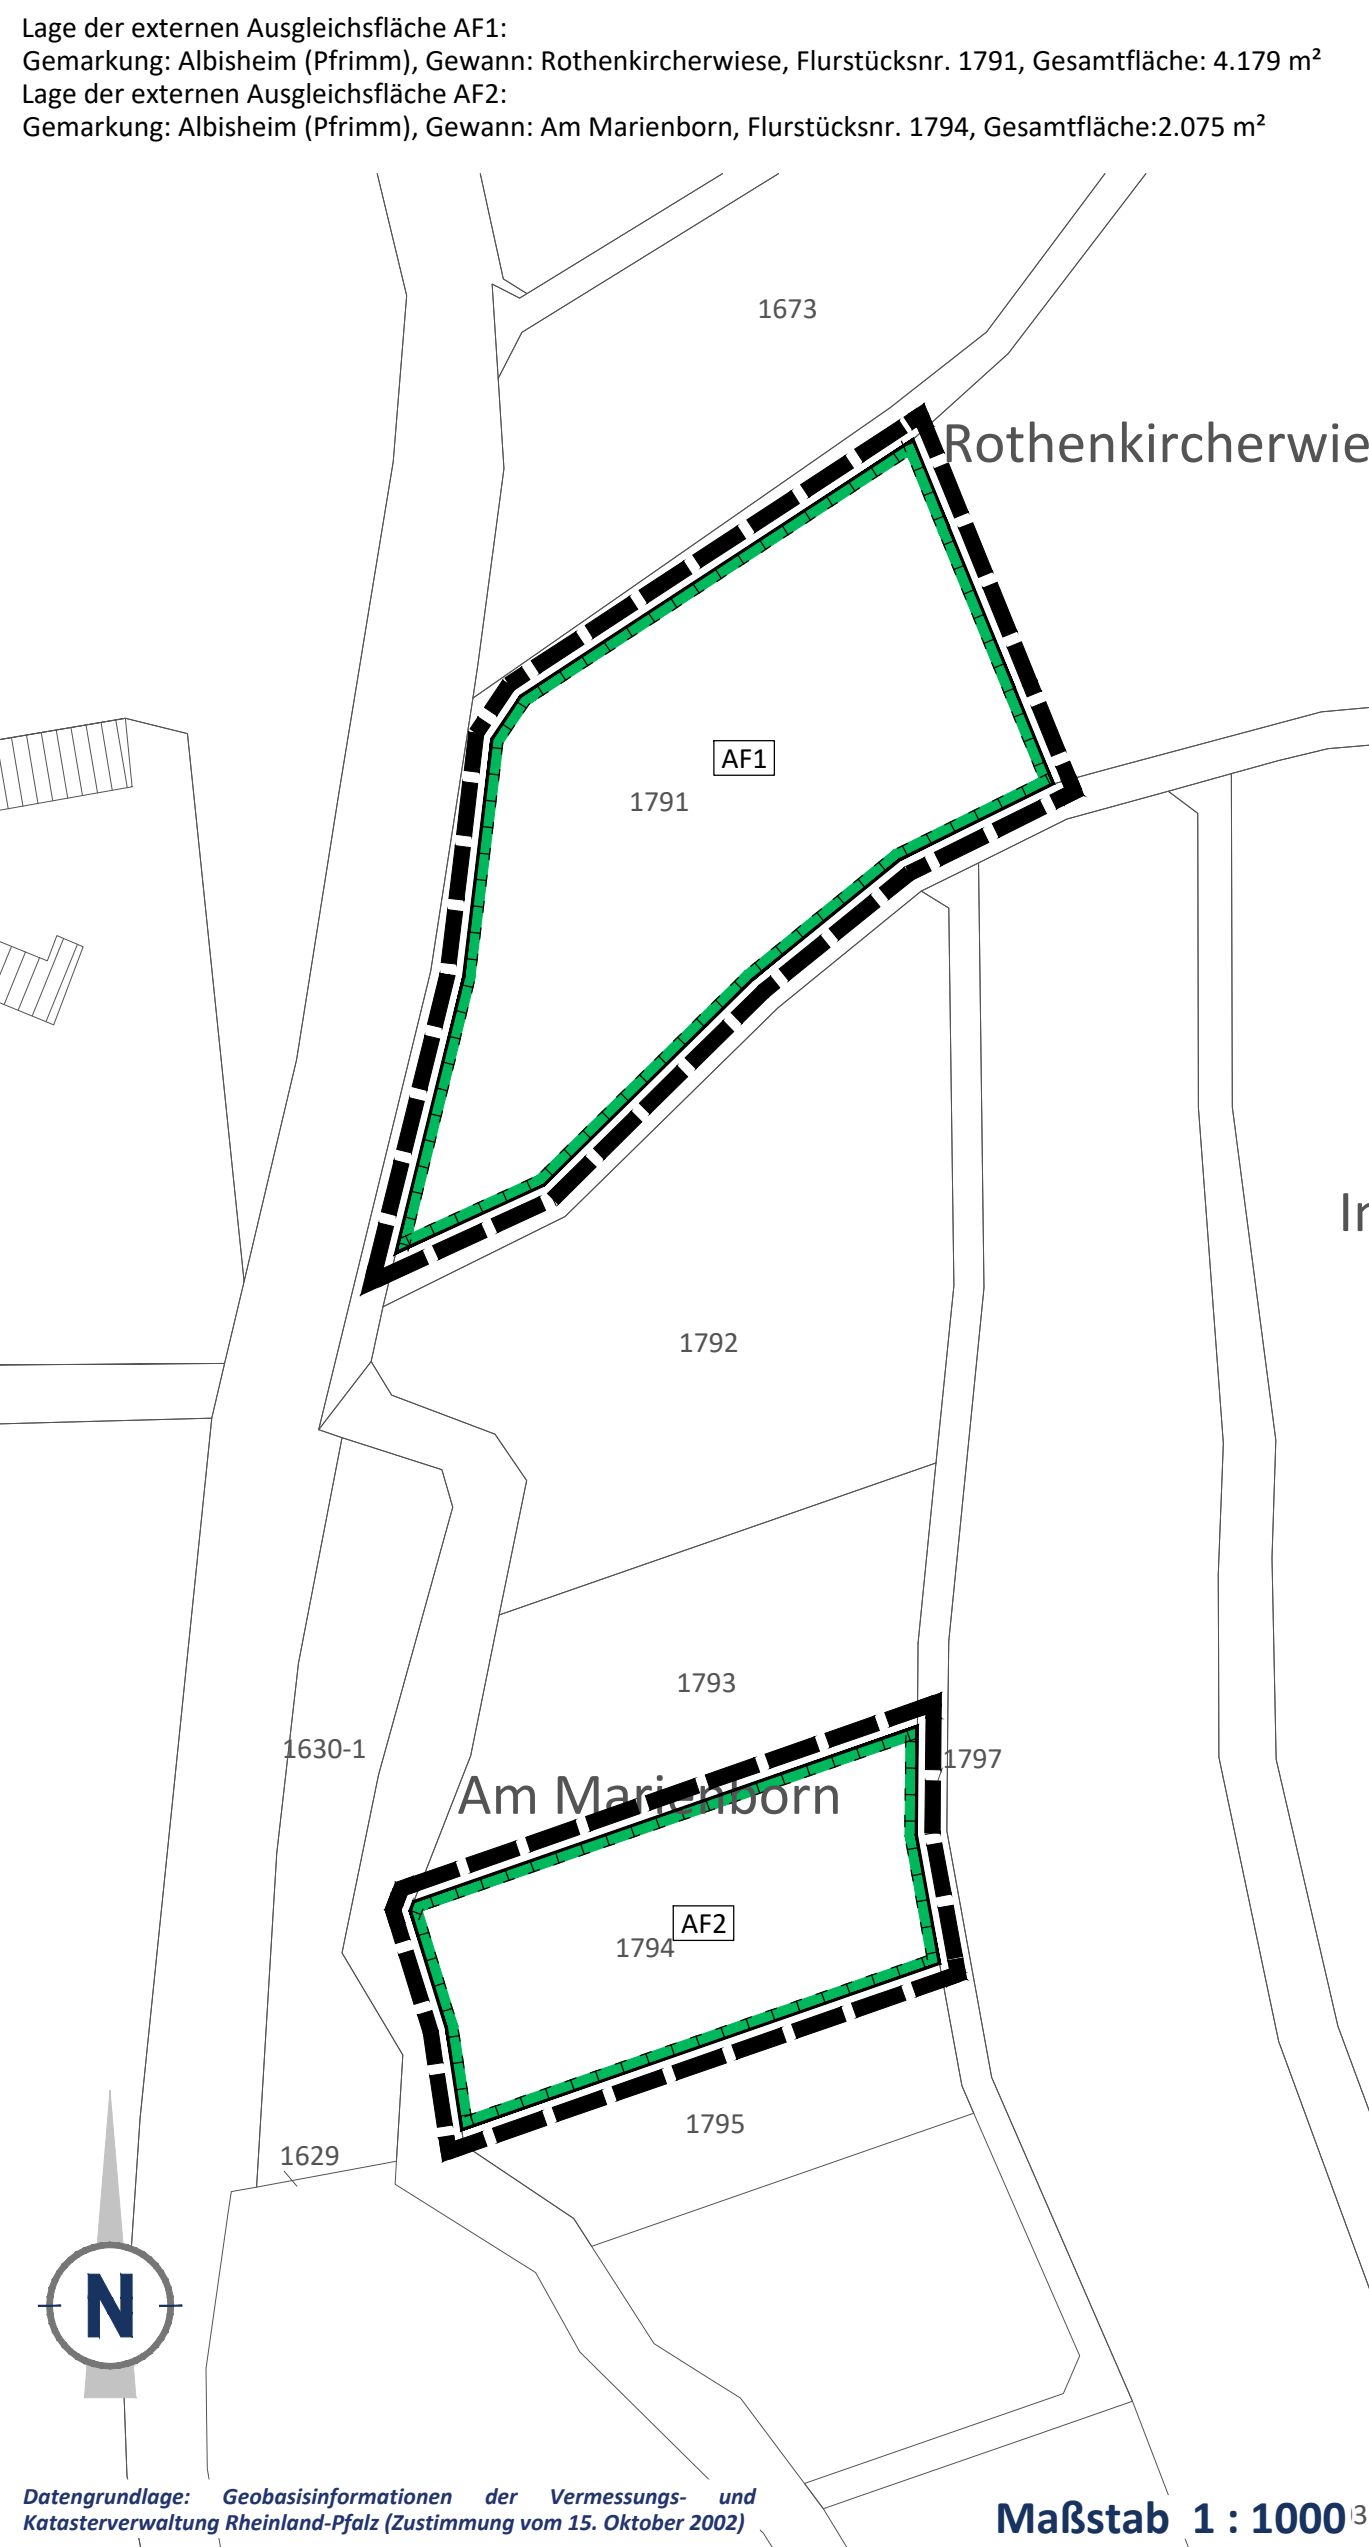 Lage der externen Ausgleichsfläche AF1:
Gemarkung: Albisheim (Pfrimm), Gewann: Rothenkircherwiese, Flurstücksnr. 1791, Gesamtfläche: 4.179 m²
Lage der externen Ausgleichsfläche AF2:
Gemarkung: Albisheim (Pfrimm), Gewann: Am Marienborn, Flurstücksnr. 1794, Gesamtfläche:2.075 m²
1673
Rothenkircherwie
AF1
1791
In
1792
1793
1630-1
1797
Am Marienborn
AF2
1794
1795
1629
N
Datengrundlage: Geobasisinformationen der Vermessungs- und
Katasterverwaltung Rheinland-Pfalz (Zustimmung vom 15. Oktober 2002)
Maßstab 1 : 1000